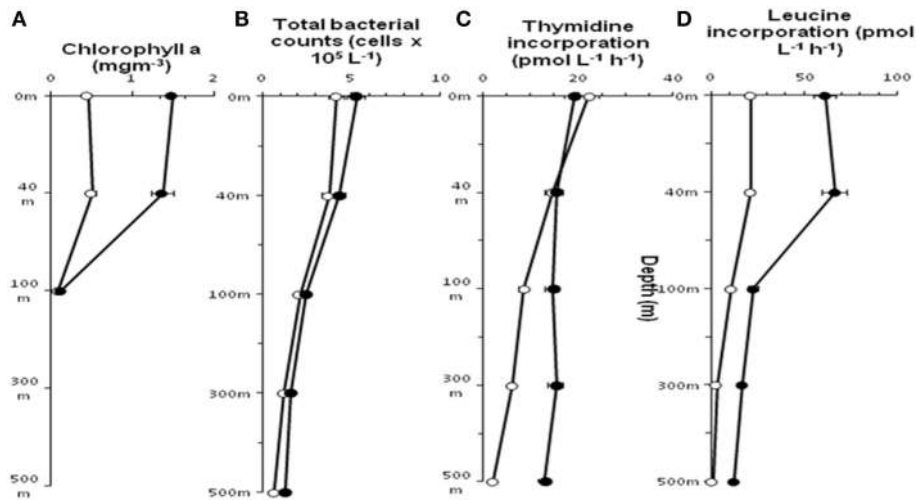 A
Chlorophyll a
(mgm-3)
0 1 2
0m
40
m
100
m
300
m
500
m
B
Total bacterial
counts (cells x
10⁵ L⁻¹)
0 5 10
0m
40m
100m
300m
500m
C
Thymidine
incorporation
(pmol L⁻¹ h⁻¹)
0 20 40
0m
40
m
100
m
300
m
500
m
D
Leucine
incorporation (pmol
L⁻¹ h⁻¹)
0 50 100
0m
40m
100m
300m
500m
Depth (m)